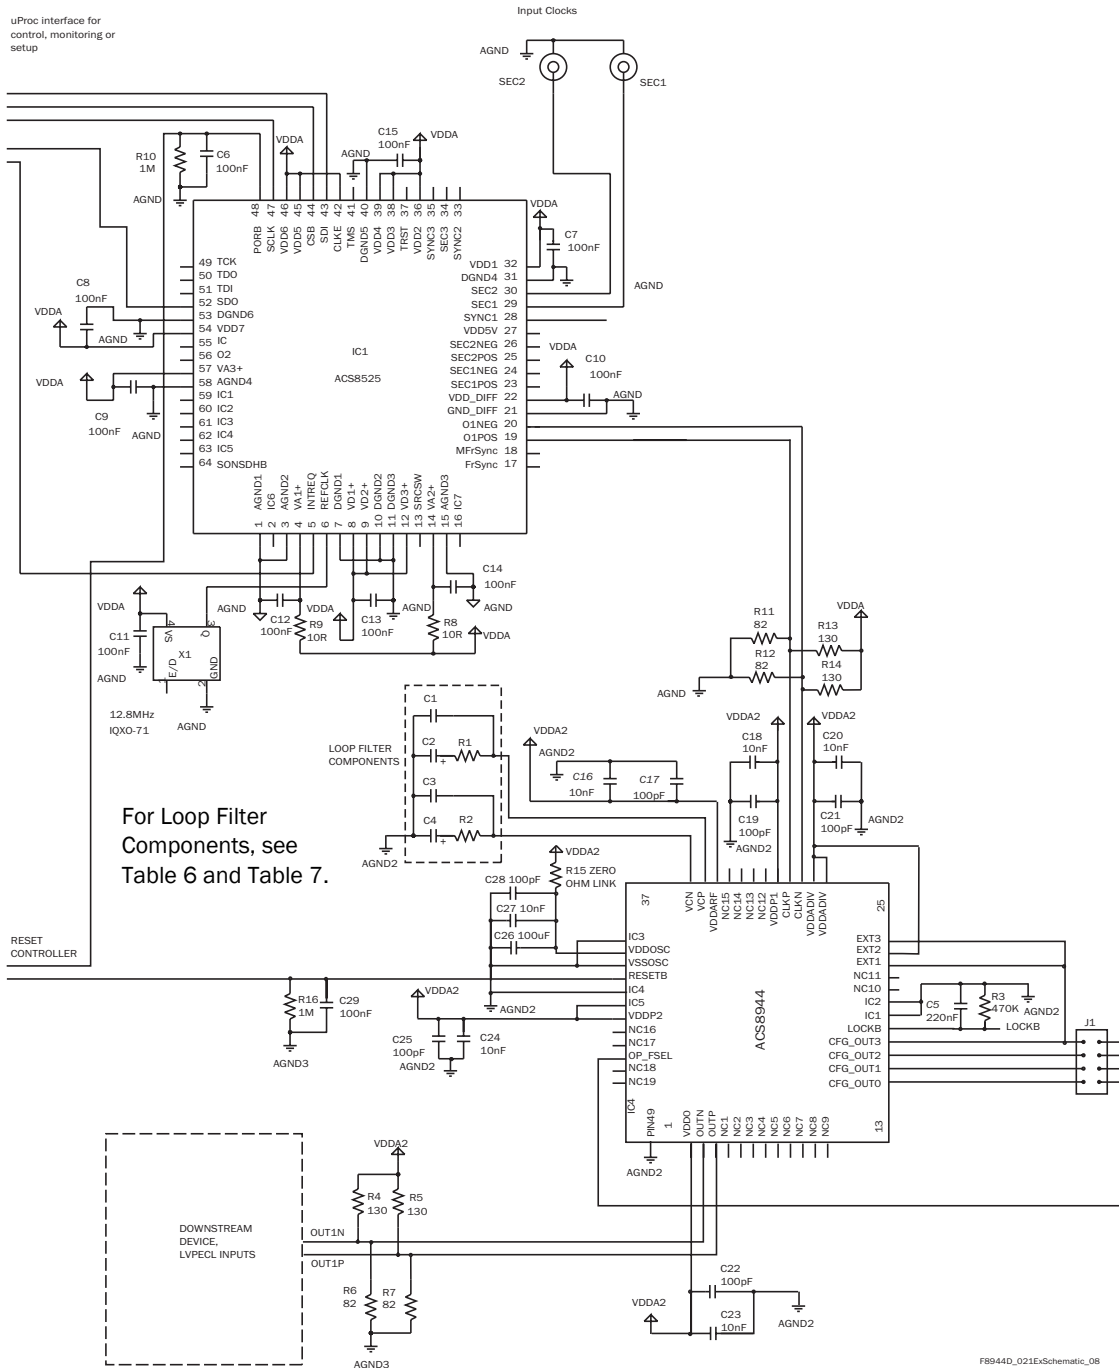 Input Clocks
uProc interface for
control, monitoring or
setup
AGND
SEC2
SEC1
C15
100nF
VDDA
VDDA
R10
1M
C6
100nF
AGND
AGND
48 47 46 45 44 43 42 41 40 39 38 37 36 35 34 33
PORB SCLK VDD6 VDD5 CSB SDI CLKE TMS DGND5 VDD4 VDD3 TRST VDD2 SYNC3 SEC3 SYNC2
VDDA
C7
100nF
AGND
49 TCK
50 TDO
51 TDI
52 SDO
53 DGND6
54 VDD7
55 IC
56 O2
57 VA3+
58 AGND4
59 IC1
60 IC2
61 IC3
62 IC4
63 IC5
64 SONSDHB
VDD1 32
DGND4 31
SEC2 30
SEC1 29
SYNC1 28
VDD5V 27
SEC2NEG 26
SEC2POS 25
SEC1NEG 24
SEC1POS 23
VDD_DIFF 22
GND_DIFF 21
O1NEG 20
O1POS 19
MFrSync 18
FrSync 17
IC1
ACS8525
C8
100nF
VDDA
AGND
VDDA
C9
100nF
AGND
VDDA
C10
100nF
AGND
AGND1 IC6 AGND2 VA1+ INTREQ REFCLK DGND1 VD1+ VD2+ DGND2 DGND3 VD3+ SRCSW VA2+ AGND3 IC7
1 2 3 4 5 6 7 8 9 10 11 12 13 14 15 16
C14
100nF
AGND
VDDA
C11
100nF
AGND
4 3
VS Q
X1
E/D GND
1 2
AGND
12.8MHz
IQXO-71
AGND
C12
100nF
R9
10R
VDDA
C13
100nF
AGND
R8
10R
VDDA
R11
82
R12
82
AGND
VDDA
R13
130
R14
130
LOOP FILTER
COMPONENTS
C1
C2
+
R1
C3
C4
+
R2
AGND2
For Loop Filter
Components, see
Table 6 and Table 7.
VDDA2
AGND2
C16
10nF
C17
100pF
VDDA2
C18
10nF
C19
100pF
AGND2
VDDA2
C20
10nF
C21
100pF
AGND2
VDDA2
R15 ZERO
OHM LINK
C28 100pF
C27 10nF
C26 100uF
AGND2
37
VCN VCP VDDARF NC15 NC14 NC13 NC12 VDDP1 CLKP CLKN VDDADIV VDDADIV
25
IC3
VDDOSC
VSSOSC
RESETB
IC4
IC5
VDDP2
NC16
NC17
OP_FSEL
NC18
NC19
EXT3
EXT2
EXT1
NC11
NC10
IC2
IC1
LOCKB
CFG_OUT3
CFG_OUT2
CFG_OUT1
CFG_OUT0
ACS8944
IC4
PIN49
1
VDDO OUTN OUTP NC1 NC2 NC3 NC4 NC5 NC6 NC7 NC8 NC9
13
AGND2
C5
220nF
R3
470K
AGND2
LOCKB
J1
RESET
CONTROLLER
R16
1M
C29
100nF
AGND3
VDDA2
C25
100pF
C24
10nF
AGND2
DOWNSTREAM
DEVICE,
LVPECL INPUTS
VDDA2
R4
130
R5
130
OUT1N
OUT1P
R6
82
R7
82
AGND3
C22
100pF
C23
10nF
VDDA2
AGND2
F8944D_021ExSchematic_08